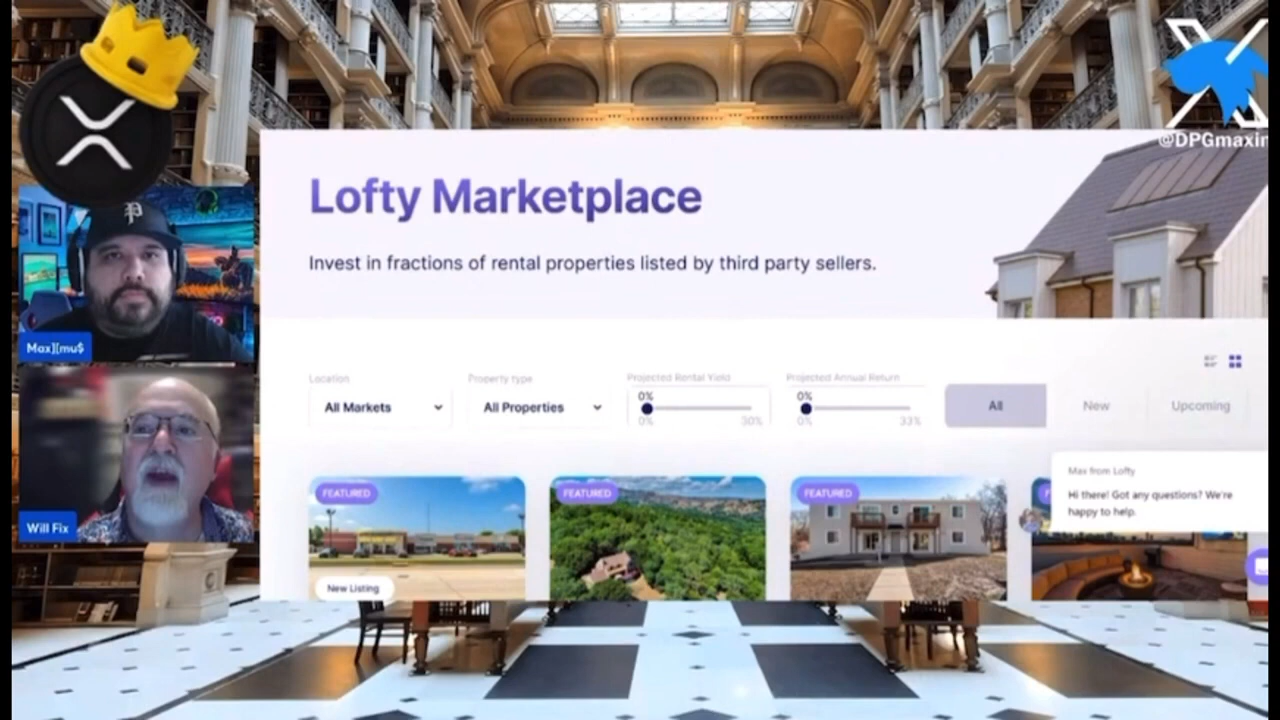 @DPGmaxim
Lofty Marketplace
Invest in fractions of rental properties listed by third party sellers.
Max][mu$
Will Fix
Location
All Markets
Property type
All Properties
Projected Rental Yield
0%
0%
30%
Projected Annual Return
0%
0%
33%
All
New
Upcoming
FEATURED
New Listing
FEATURED
FEATURED
F
Max from Lofty
Hi there! Got any questions? We're
happy to help.